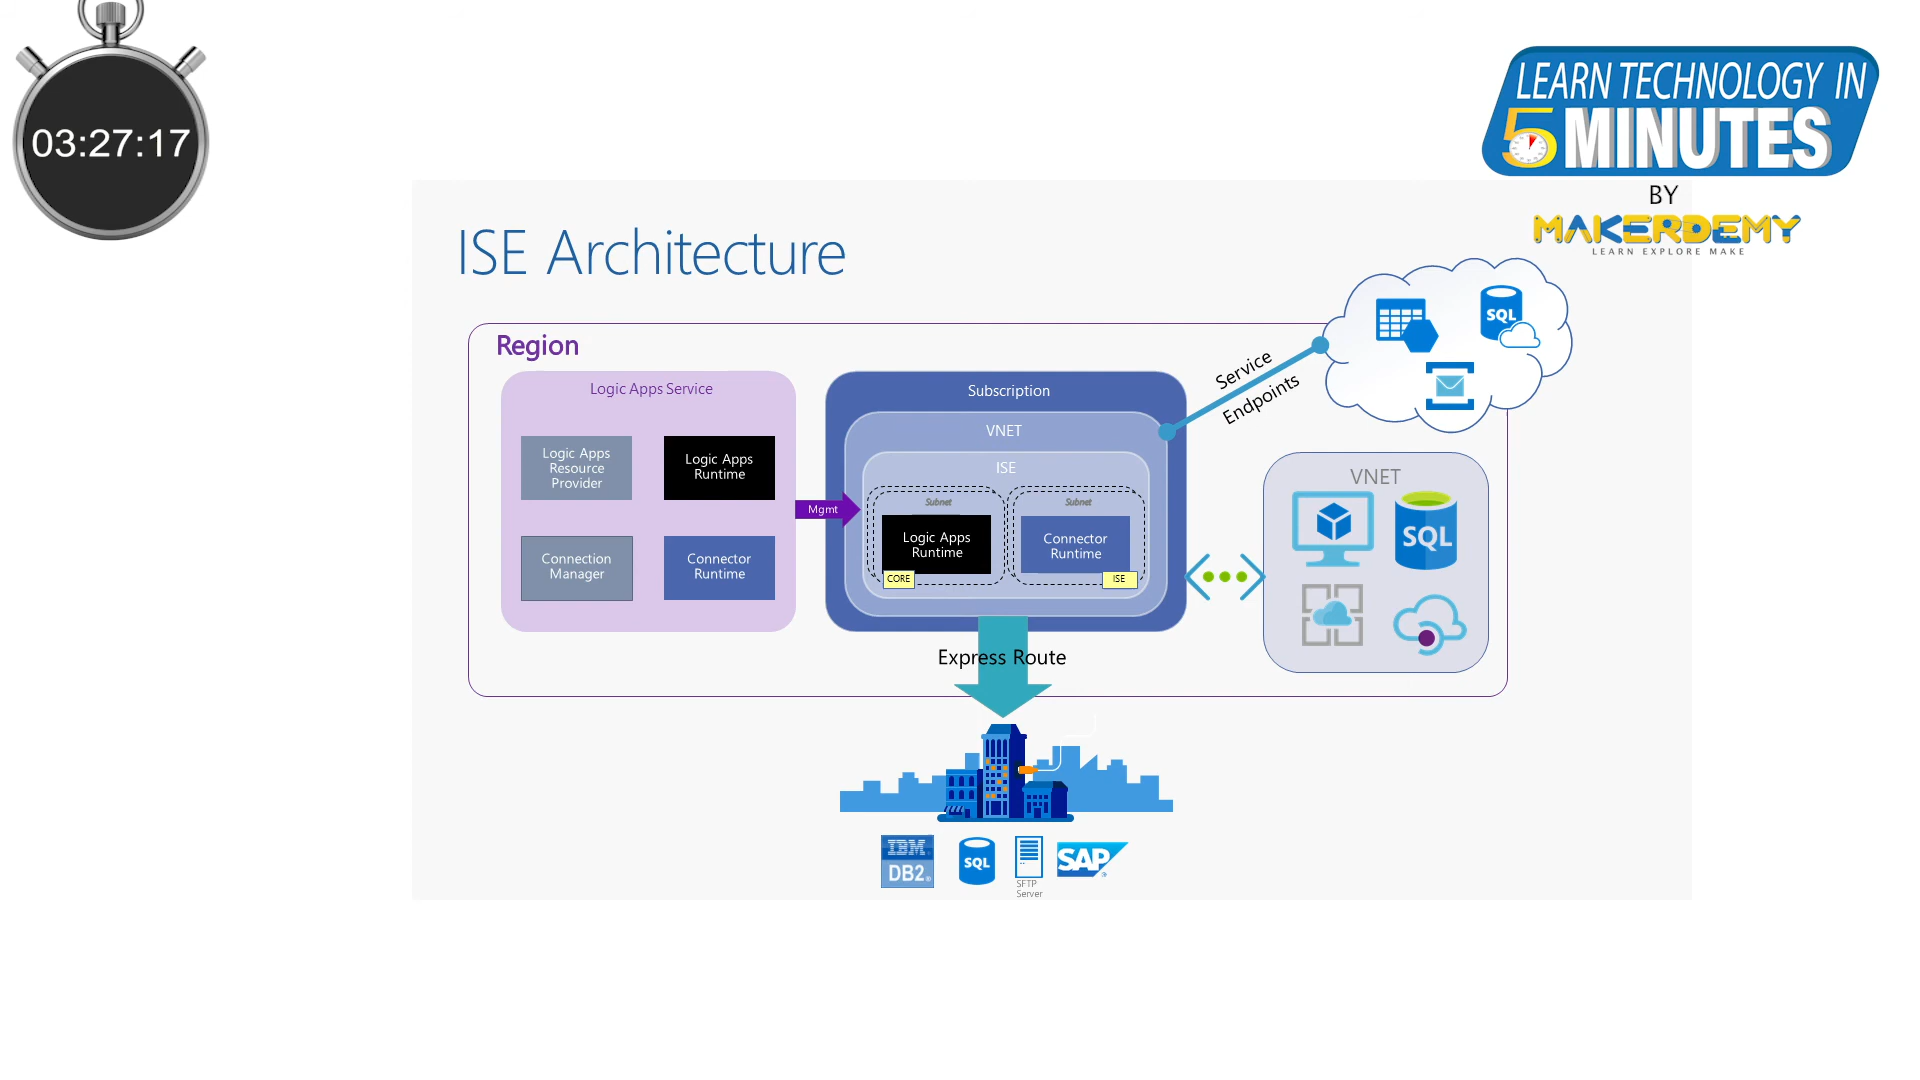 03:27:17
LEARN TECHNOLOGY IN
5 MINUTES
BY
MAKERDEMY
LEARN EXPLORE MAKE
ISE Architecture
Region
Logic Apps Service
Logic Apps
Resource
Provider
Logic Apps
Runtime
Connection
Manager
Connector
Runtime
Mgmt
Subscription
VNET
ISE
Subnet
Logic Apps
Runtime
CORE
Subnet
Connector
Runtime
ISE
Service
Endpoints
SQL
VNET
SQL
Express Route
IBM
DB2
SQL
SFTP
Server
SAP